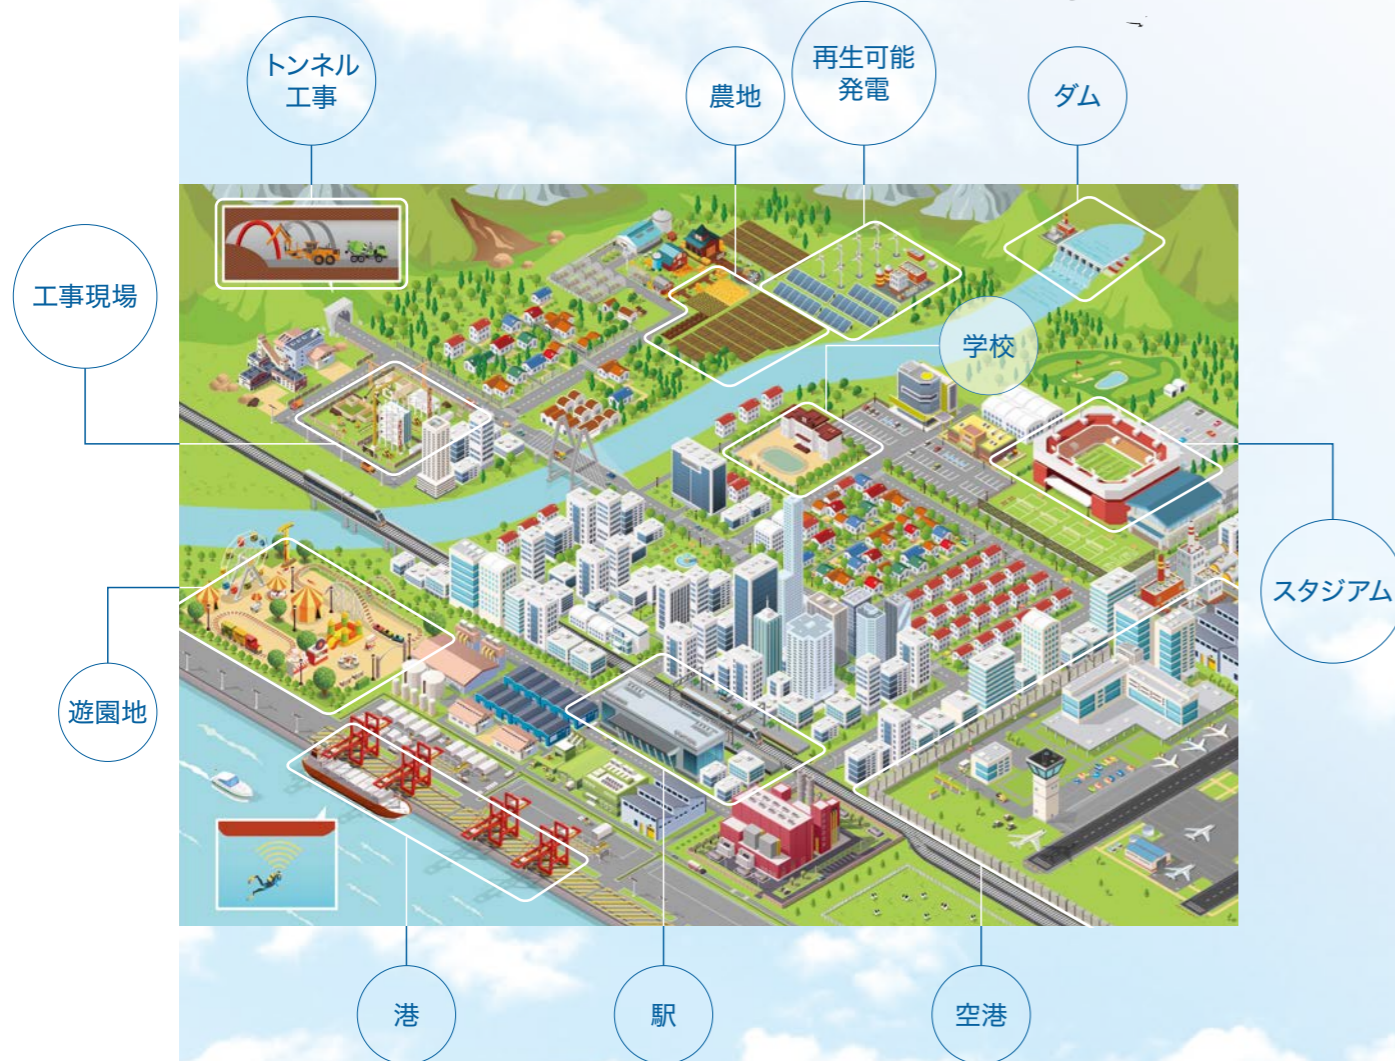 トンネル
工事
農地
再生可能
発電
ダム
工事現場
学校
スタジアム
遊園地
港
駅
空港